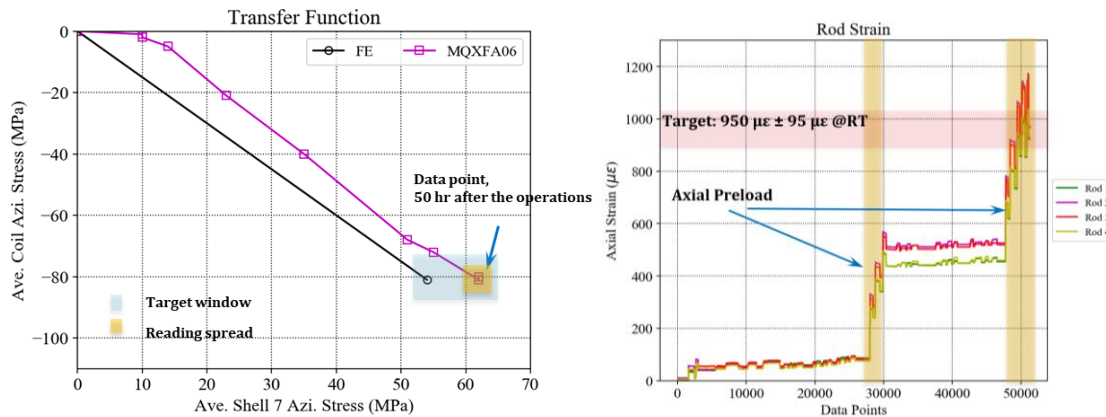 Transfer Function
FE
MQXFA06
0
−20
−40
−60
−80
−100
Ave. Coil Azi. Stress (MPa)
Data point,
50 hr after the operations
Target window
Reading spread
0 10 20 30 40 50 60 70
Ave. Shell 7 Azi. Stress (MPa)
Rod Strain
1200
1000
800
600
400
200
0
Axial Strain (με)
Target: 950 με ± 95 με @RT
Axial Preload
Rod
Rod
Rod
Rod
0 10000 20000 30000 40000 50000
Data Points